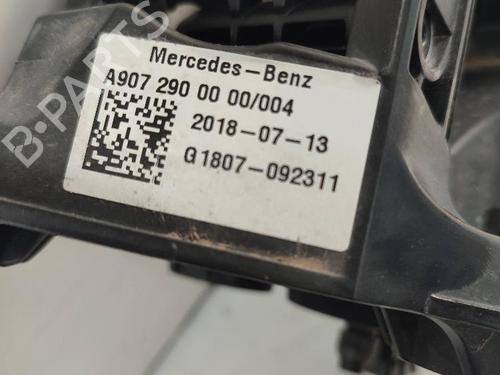 Mercedes-Benz
A907 290 00 00/004
2018-07-13
G1807-092311
B-PARTS